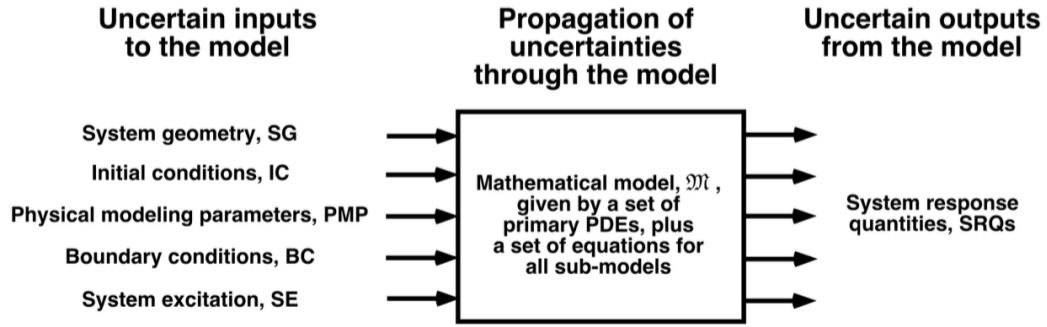 Uncertain inputs
to the model
Propagation of
uncertainties
through the model
Uncertain outputs
from the model
System geometry, SG
Initial conditions, IC
Physical modeling parameters, PMP
Boundary conditions, BC
System excitation, SE
Mathematical model, 𝔐 ,
given by a set of
primary PDEs, plus
a set of equations for
all sub-models
System response
quantities, SRQs